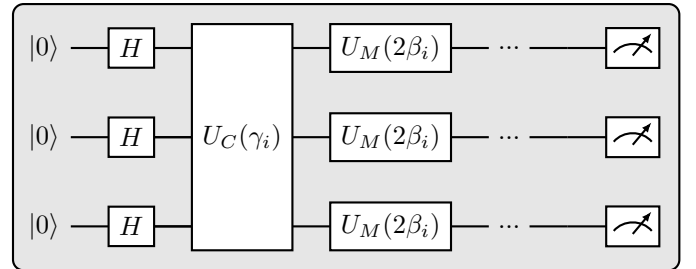 |0⟩ H U_M(2β_i) ...
|0⟩ H U_C(γ_i) U_M(2β_i) ...
|0⟩ H U_M(2β_i) ...